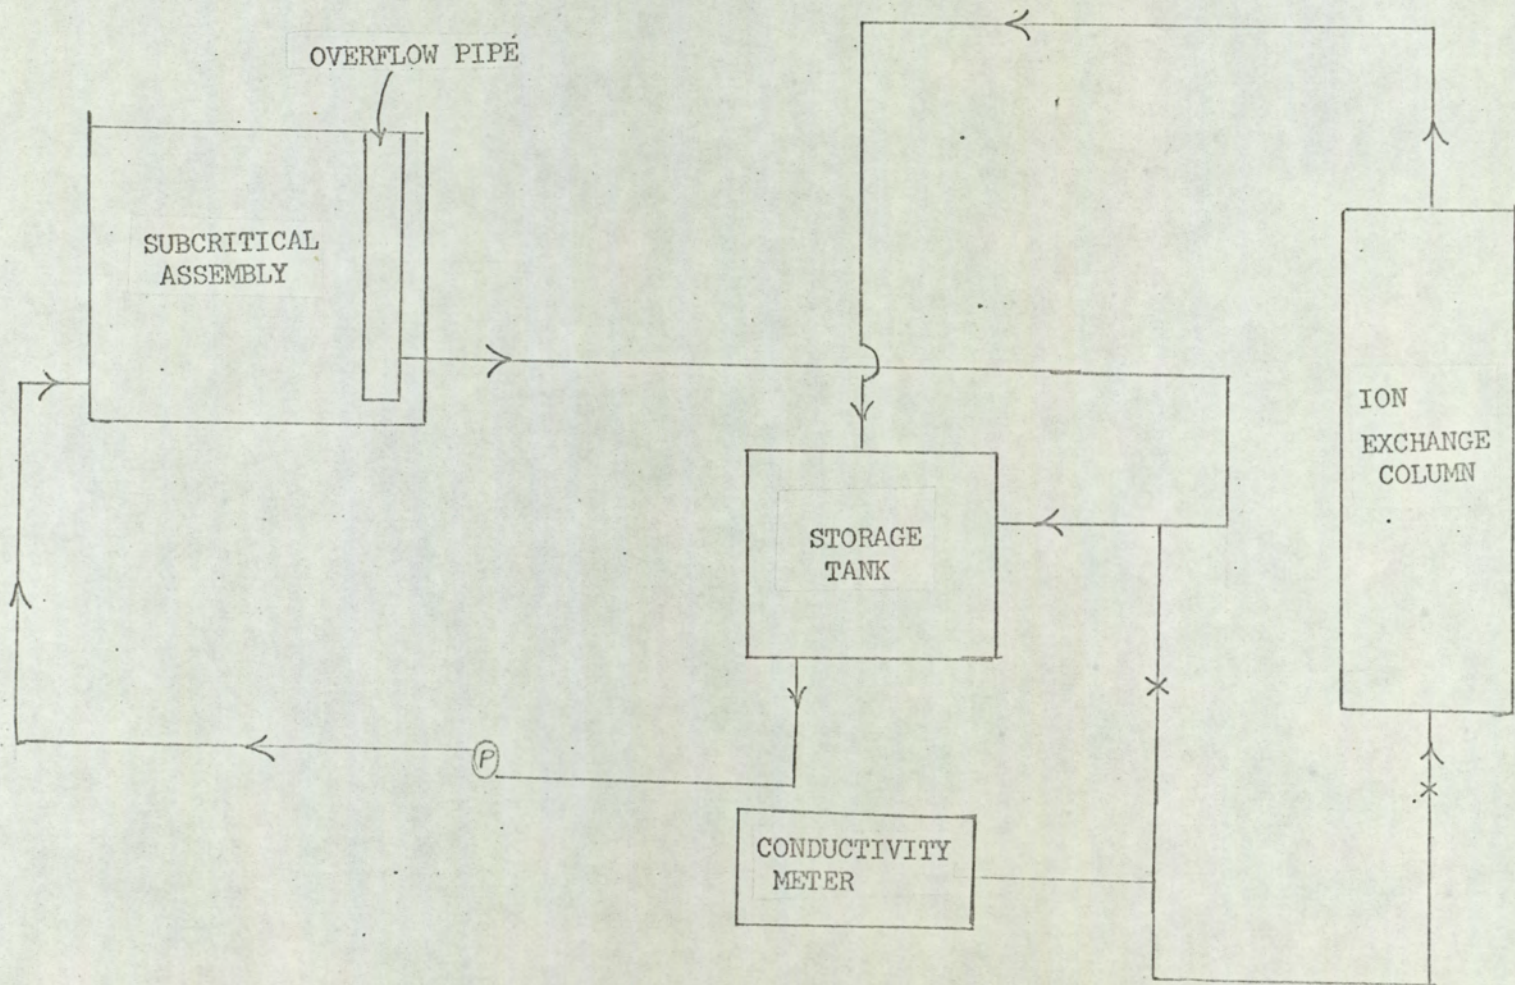 OVERFLOW PIPE
SUBCRITICAL
ASSEMBLY
ION
EXCHANGE
COLUMN
STORAGE
TANK
P
CONDUCTIVITY
METER